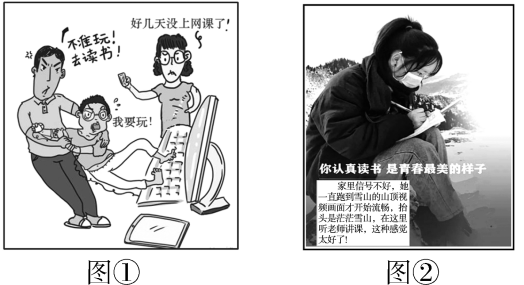 好几天没上网课了！
不准玩！
去读书！
我要玩！
你认真读书 是青春最美的样子
家里信号不好，她
一直跑到雪山的山顶视
频画面才开始流畅，抬
头是茫茫雪山，在这里
听老师讲课，这种感觉
太好了！
图①
图②